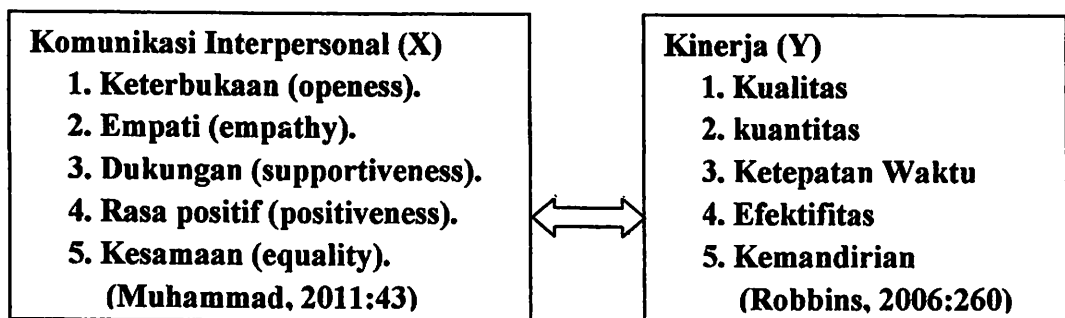 Komunikasi Interpersonal (X)
1. Keterbukaan (openess).
2. Empati (empathy).
3. Dukungan (supportiveness).
4. Rasa positif (positiveness).
5. Kesamaan (equality).
(Muhammad, 2011:43)
Kinerja (Y)
1. Kualitas
2. kuantitas
3. Ketepatan Waktu
4. Efektifitas
5. Kemandirian
(Robbins, 2006:260)